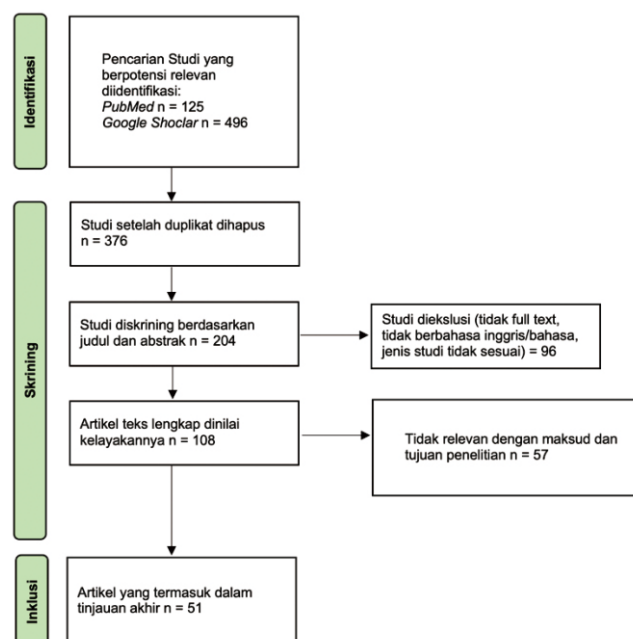 Identifikasi
Pencarian Studi yang
berpotensi relevan
diidentifikasi:
PubMed n = 125
Google Shoclar n = 496
Skrining
Studi setelah duplikat dihapus
n = 376
Studi diskrining berdasarkan
judul dan abstrak n = 204
Studi diekslusi (tidak full text,
tidak berbahasa inggris/bahasa,
jenis studi tidak sesuai) = 96
Artikel teks lengkap dinilai
kelayakannya n = 108
Tidak relevan dengan maksud dan
tujuan penelitian n = 57
Inklusi
Artikel yang termasuk dalam
tinjauan akhir n = 51